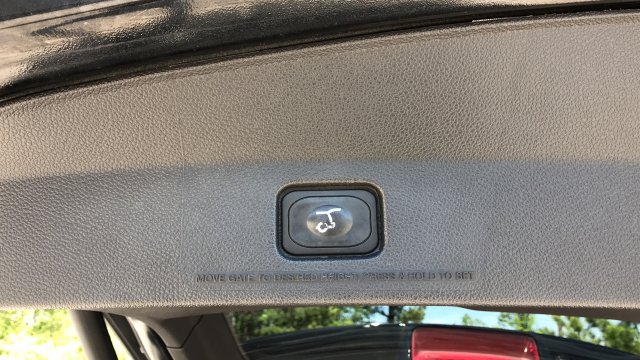 MOVE GATE TO DESIRED HEIGHT. PRESS & HOLD TO SET